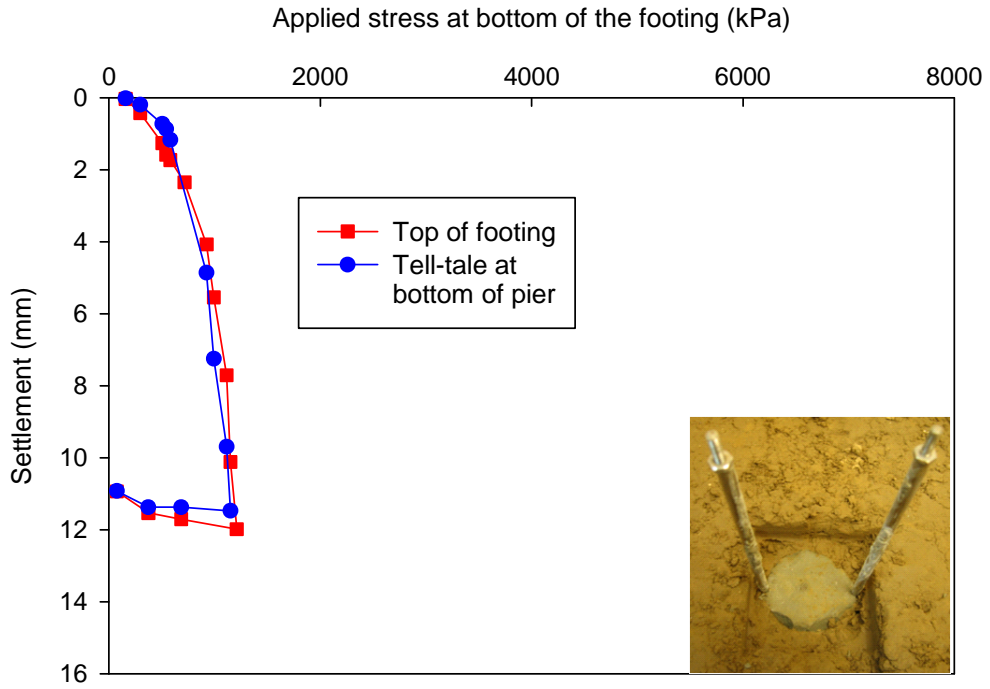 Applied stress at bottom of the footing (kPa)
0 2000 4000 6000 8000
0
2
4
6
8
10
12
14
16
Settlement (mm)
Top of footing
Tell-tale at
bottom of pier